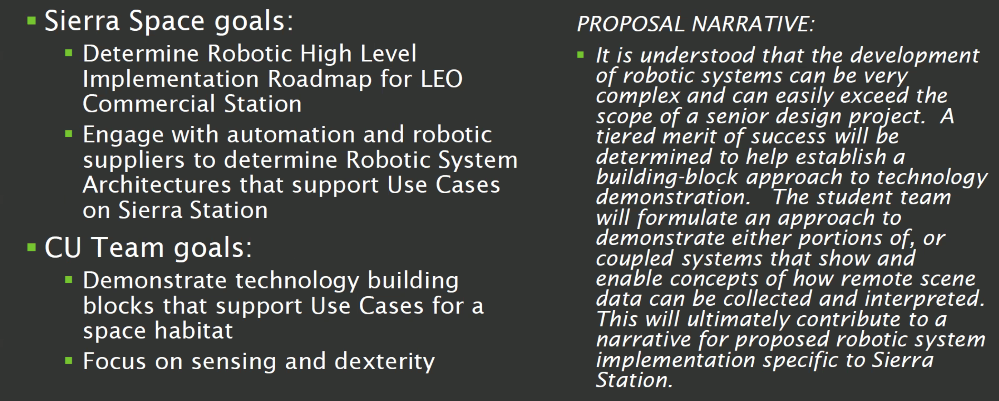 Sierra Space goals:
Determine Robotic High Level
Implementation Roadmap for LEO
Commercial Station
Engage with automation and robotic
suppliers to determine Robotic System
Architectures that support Use Cases
on Sierra Station
CU Team goals:
Demonstrate technology building
blocks that support Use Cases for a
space habitat
Focus on sensing and dexterity
PROPOSAL NARRATIVE:
It is understood that the development
of robotic systems can be very
complex and can easily exceed the
scope of a senior design project.  A
tiered merit of success will be
determined to help establish a
building-block approach to technology
demonstration.   The student team
will formulate an approach to
demonstrate either portions of, or
coupled systems that show and
enable concepts of how remote scene
data can be collected and interpreted.
This will ultimately contribute to a
narrative for proposed robotic system
implementation specific to Sierra
Station.